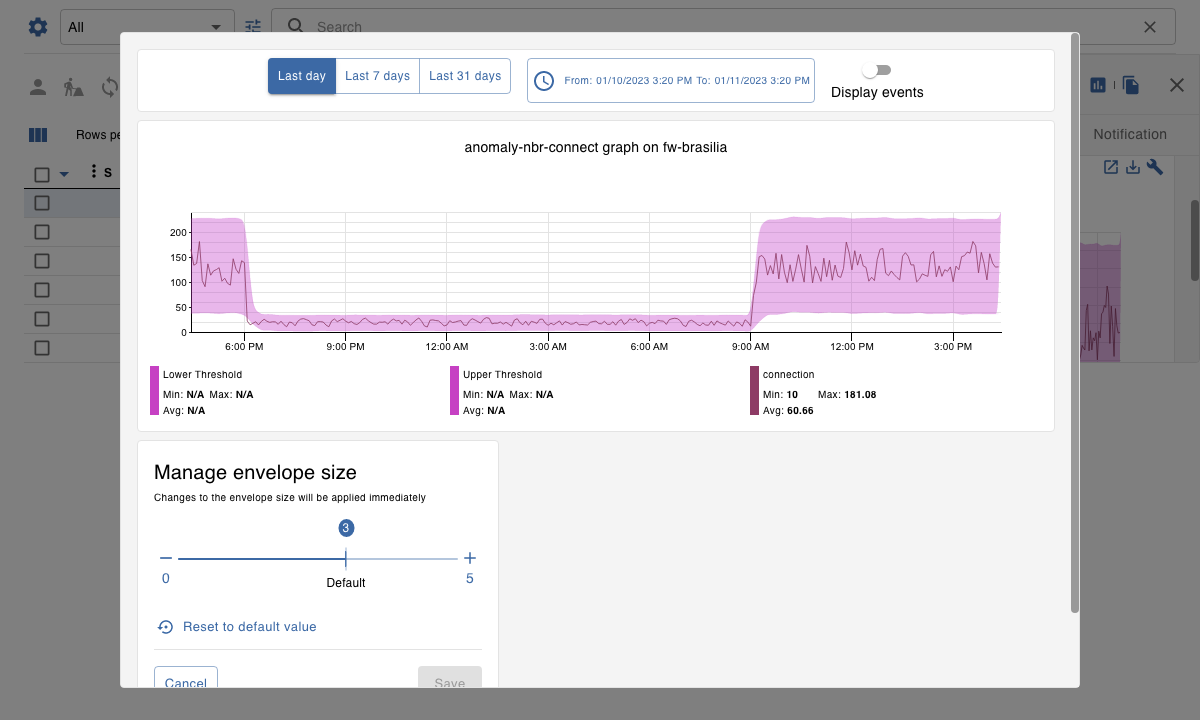 All
Search
Last day
Last 7 days
Last 31 days
From: 01/10/2023 3:20 PM To: 01/11/2023 3:20 PM
Display events
Rows pe
Notification
S
anomaly-nbr-connect graph on fw-brasilia
200
150
100
50
0
6:00 PM 9:00 PM 12:00 AM 3:00 AM 6:00 AM 9:00 AM 12:00 PM 3:00 PM
Lower Threshold
Min: N/A Max: N/A
Avg: N/A
Upper Threshold
Min: N/A Max: N/A
Avg: N/A
connection
Min: 10 Max: 181.08
Avg: 60.66
Manage envelope size
Changes to the envelope size will be applied immediately
3
0
Default
5
Reset to default value
Cancel
Save